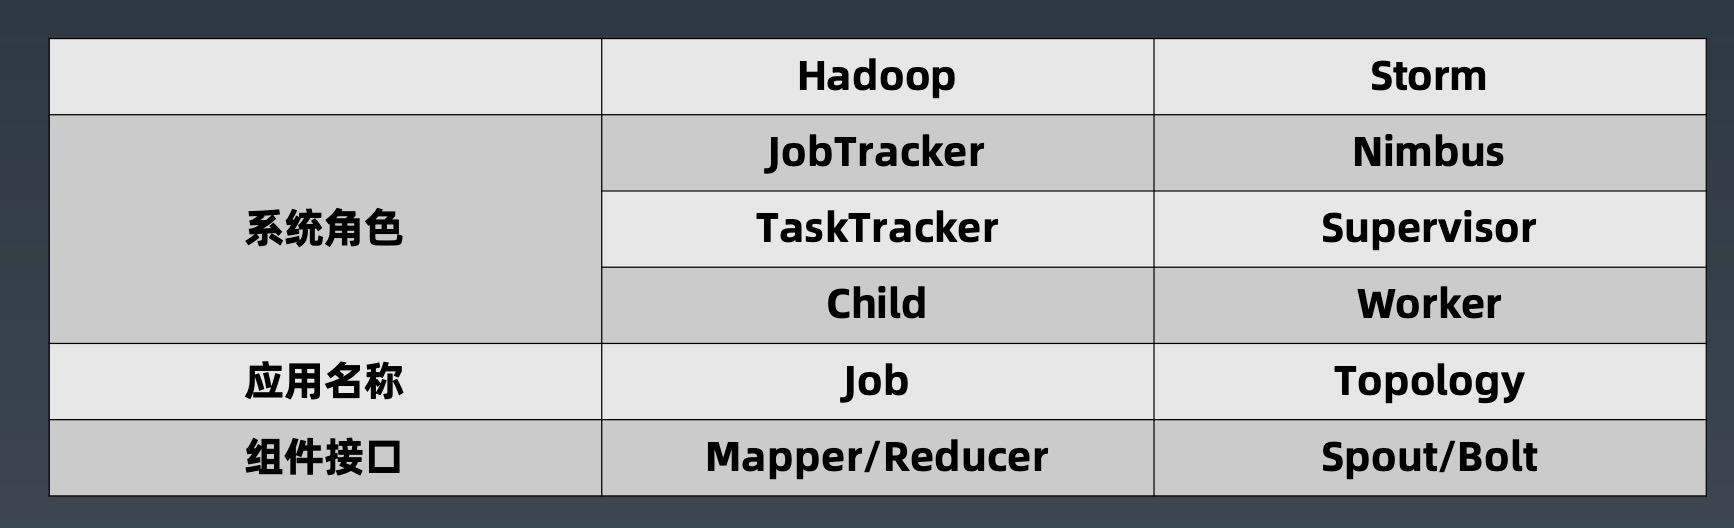 Hadoop Storm
系统角色
JobTracker Nimbus
TaskTracker Supervisor
Child Worker
应用名称 Job Topology
组件接口 Mapper/Reducer Spout/Bolt